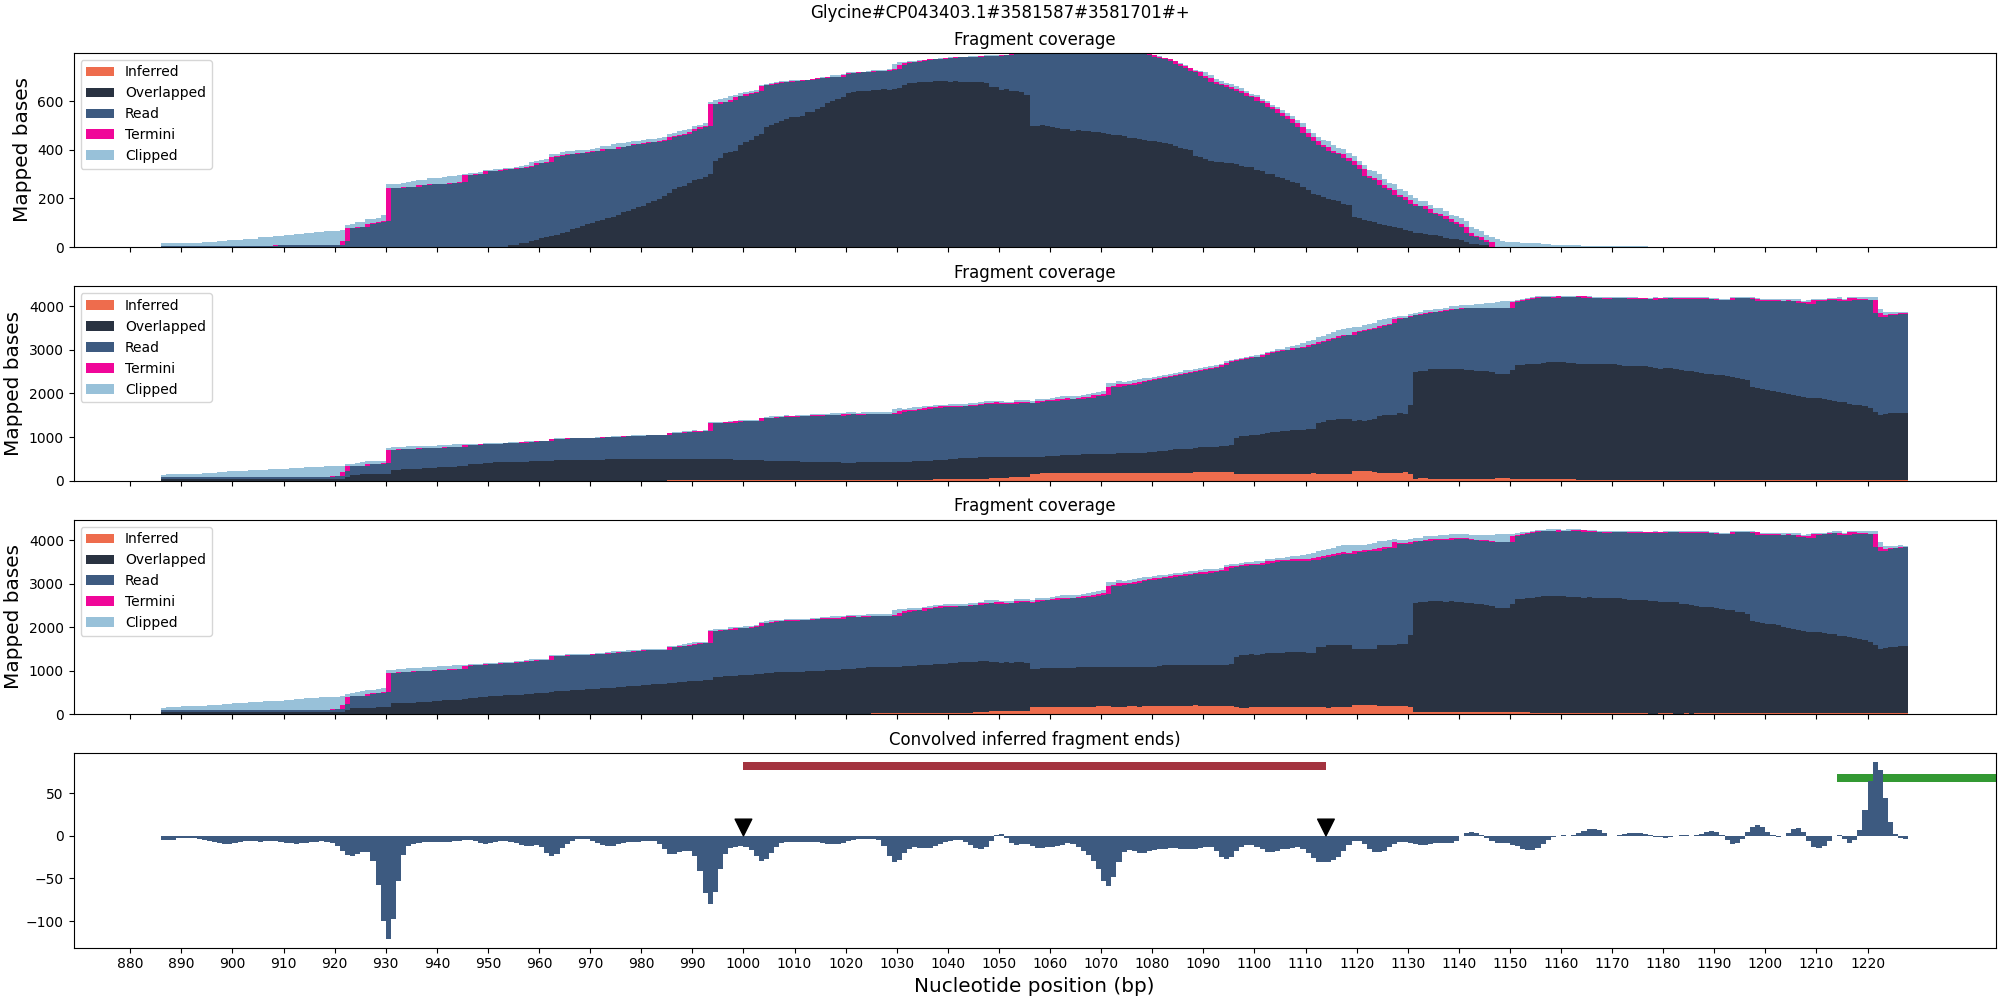 Glycine#CP043403.1#3581587#3581701#+
Fragment coverage
Mapped bases
600
400
200
0
Inferred
Overlapped
Read
Termini
Clipped
Fragment coverage
Mapped bases
4000
3000
2000
1000
0
Inferred
Overlapped
Read
Termini
Clipped
Fragment coverage
Mapped bases
4000
3000
2000
1000
0
Inferred
Overlapped
Read
Termini
Clipped
Convolved inferred fragment ends)
50
0
−50
−100
880 890 900 910 920 930 940 950 960 970 980 990 1000 1010 1020 1030 1040 1050 1060 1070 1080 1090 1100 1110 1120 1130 1140 1150 1160 1170 1180 1190 1200 1210 1220
Nucleotide position (bp)